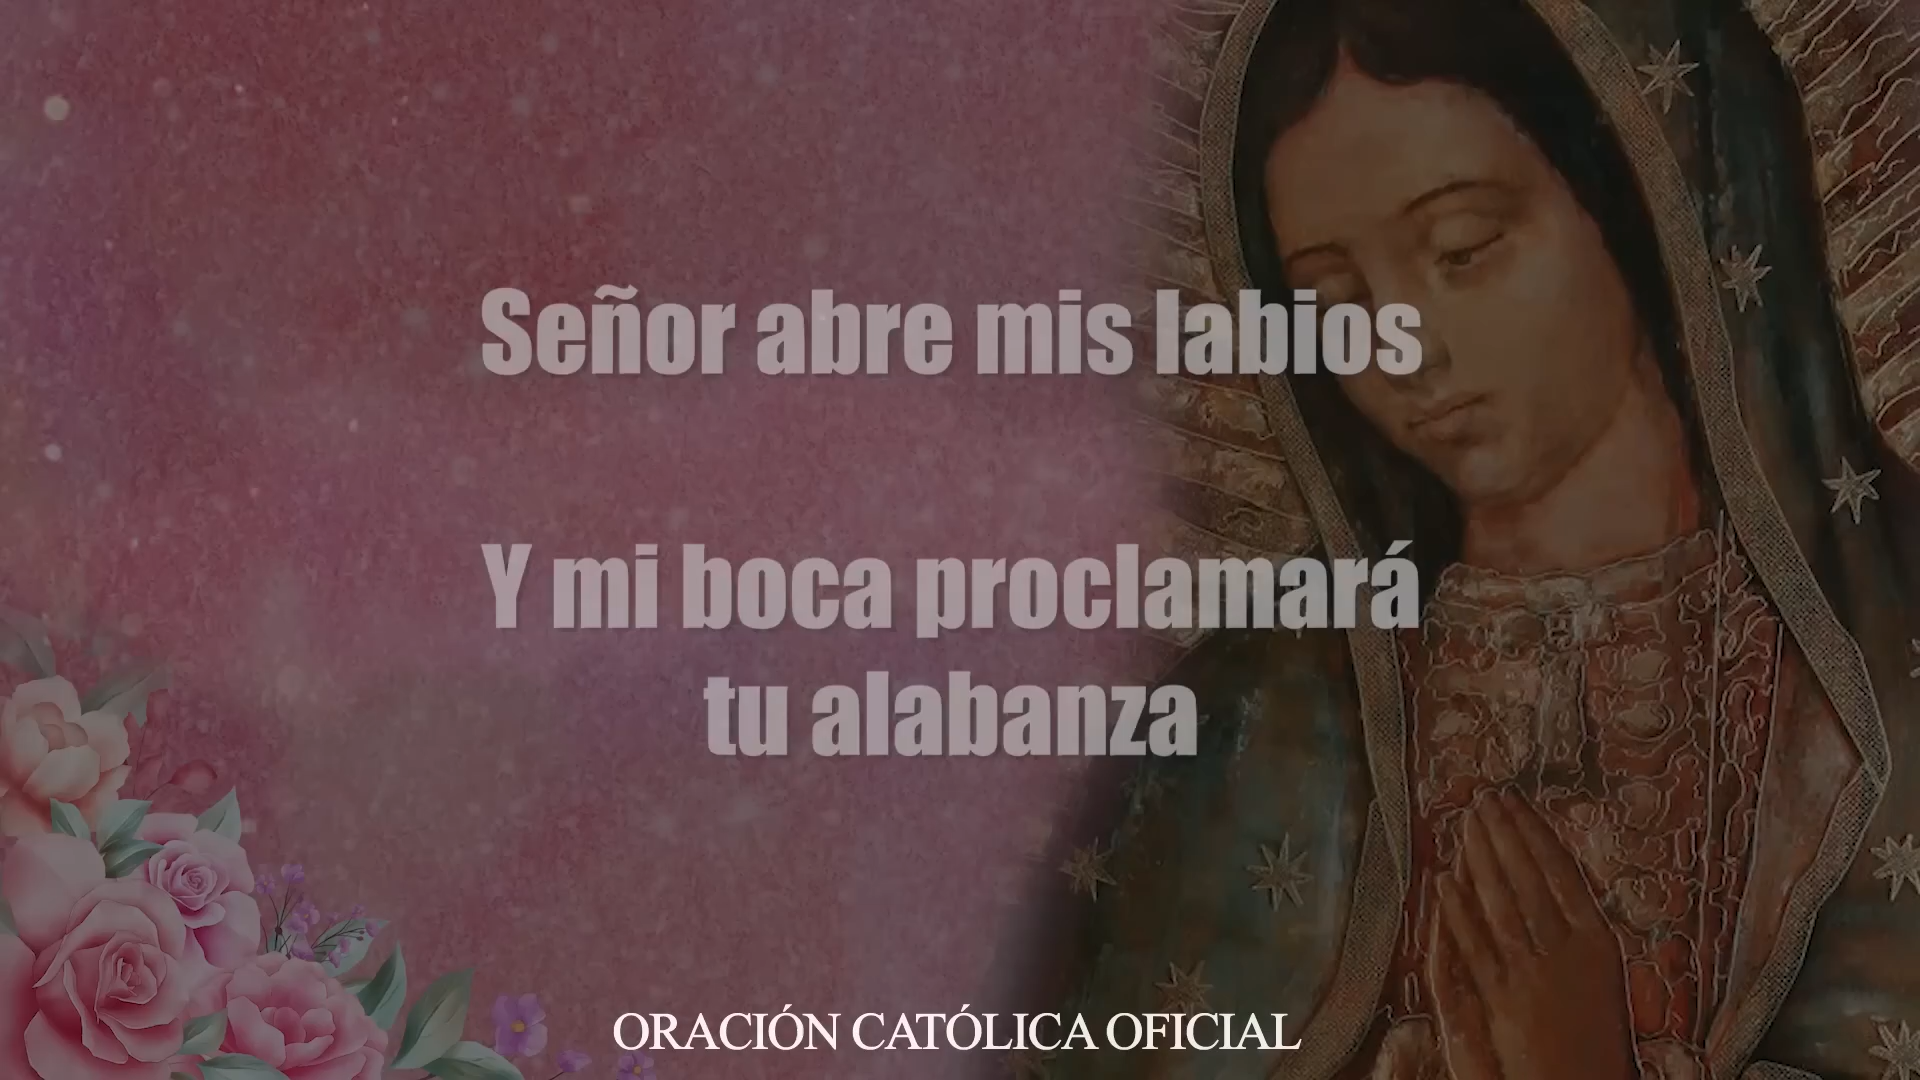 Señor abre mis labios
Y mi boca proclamará
tu alabanza
ORACIÓN CATÓLICA OFICIAL